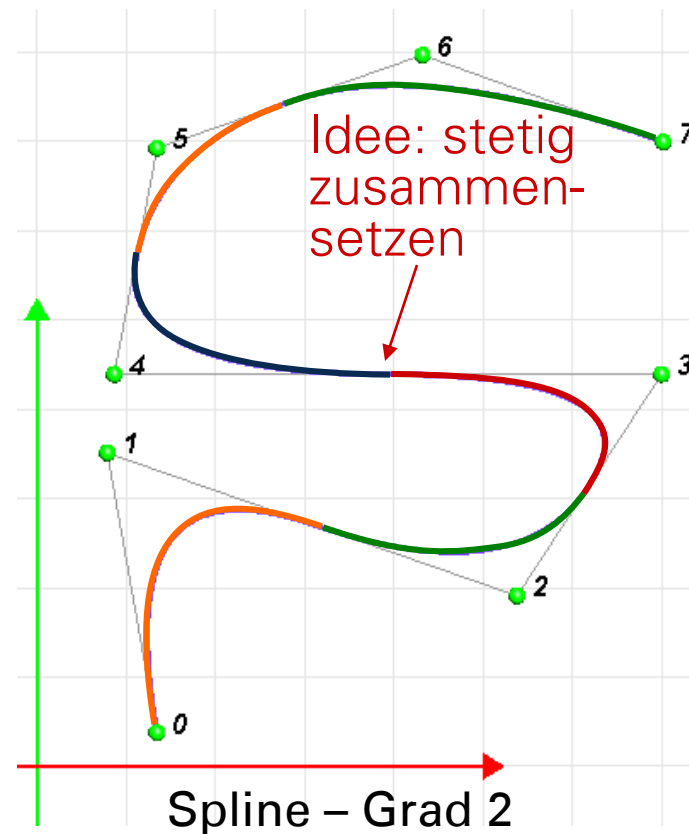 6
5
7
Idee: stetig
zusammen-
setzen
4
3
1
2
0
Spline – Grad 2